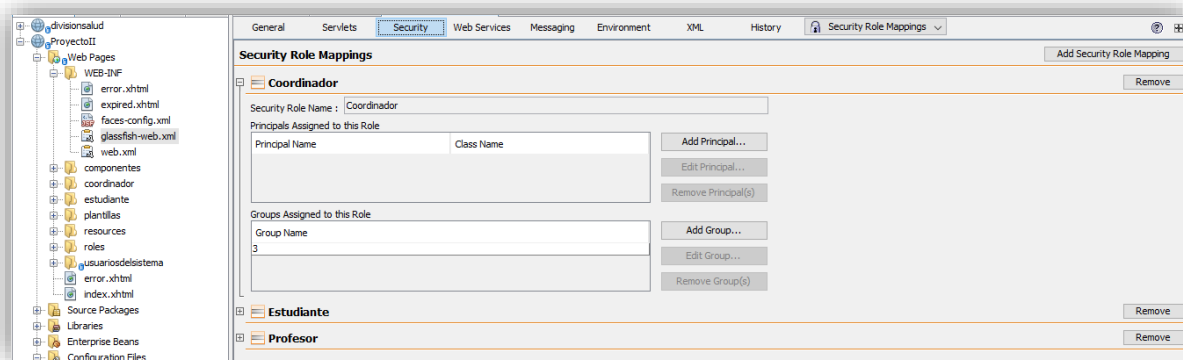 divisionsalud
ProyectoII
Web Pages
WEB-INF
error.xhtml
expired.xhtml
faces-config.xml
glassfish-web.xml
web.xml
componentes
coordinador
estudiante
plantillas
resources
roles
usuariosdelsistema
error.xhtml
index.xhtml
Source Packages
Libraries
Enterprise Beans
Configuration Files
General Servlets Security Web Services Messaging Environment XML History Security Role Mappings
Security Role Mappings Add Security Role Mapping
Coordinador Remove
Security Role Name : Coordinador
Principals Assigned to this Role
Principal Name Class Name Add Principal...
Edit Principal...
Remove Principal(s)
Groups Assigned to this Role
Group Name Add Group...
3
Edit Group...
Remove Group(s)
Estudiante Remove
Profesor Remove